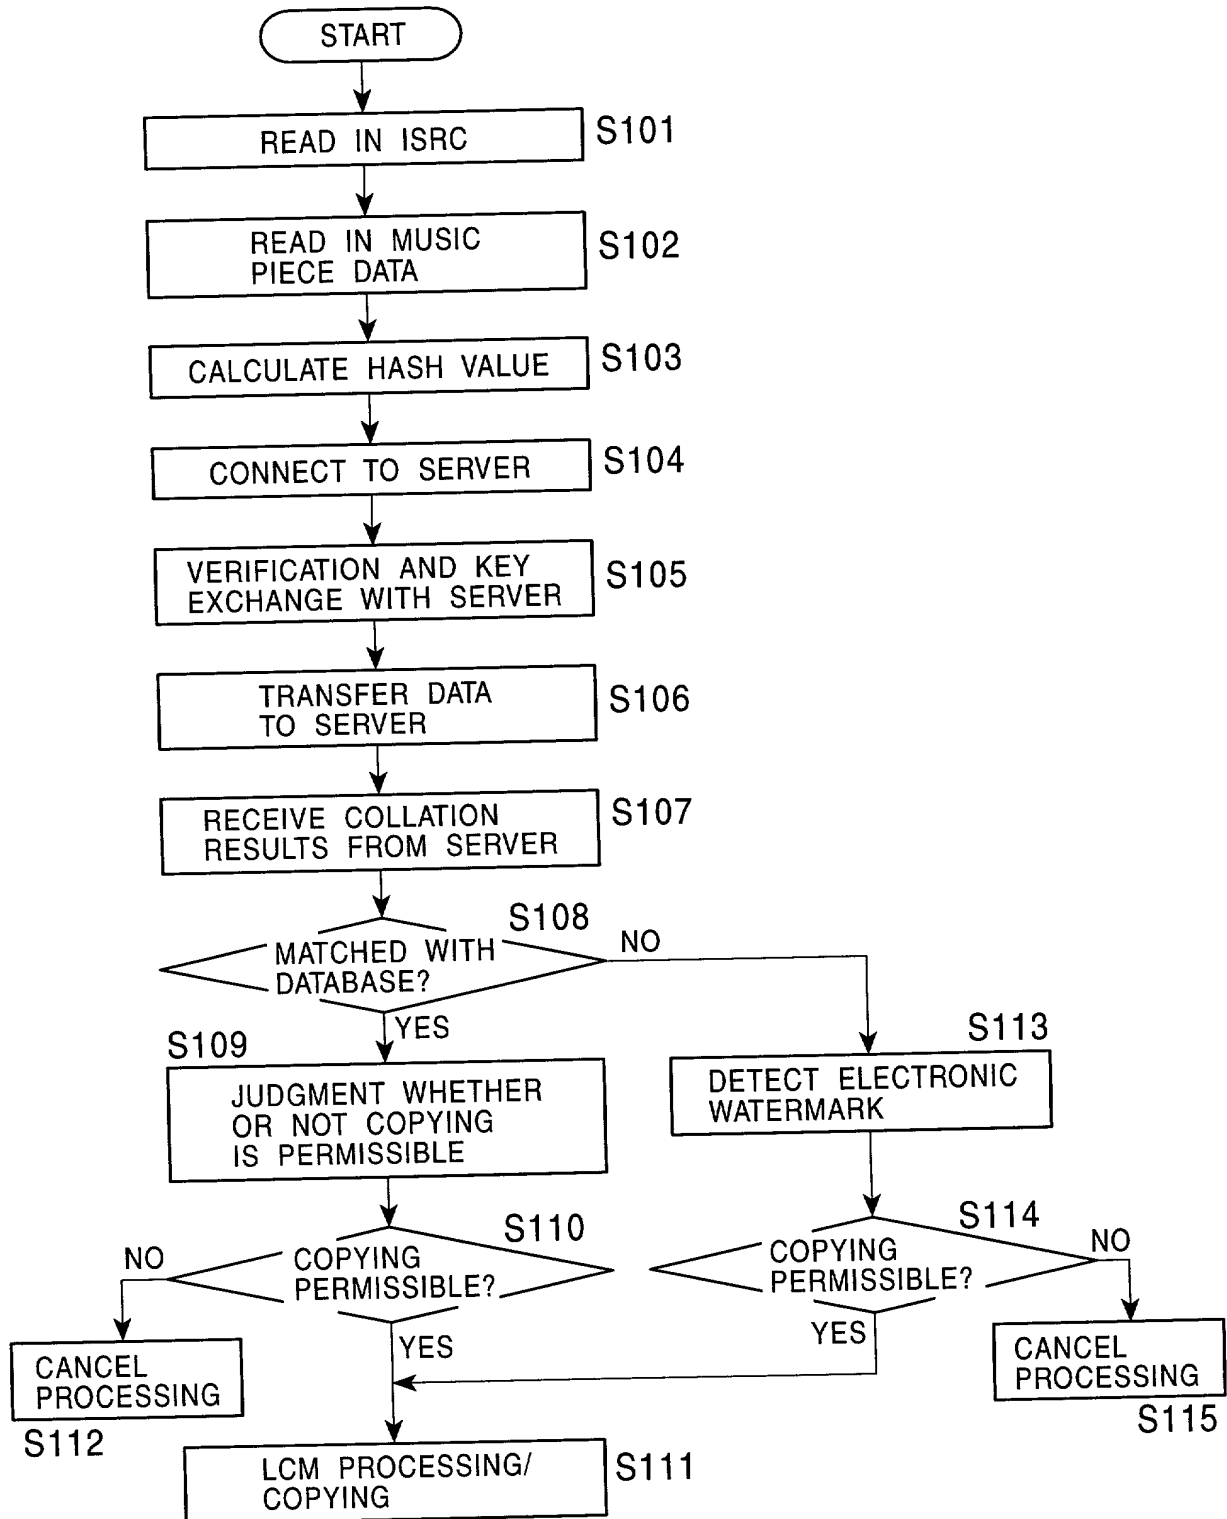 START
READ IN ISRC
S101
READ IN MUSIC
PIECE DATA
S102
CALCULATE HASH VALUE
S103
CONNECT TO SERVER
S104
VERIFICATION AND KEY
EXCHANGE WITH SERVER
S105
TRANSFER DATA
TO SERVER
S106
RECEIVE COLLATION
RESULTS FROM SERVER
S107
S108
MATCHED WITH
DATABASE?
NO
YES
S109
JUDGMENT WHETHER
OR NOT COPYING
IS PERMISSIBLE
S113
DETECT ELECTRONIC
WATERMARK
S110
COPYING
PERMISSIBLE?
NO
YES
S114
COPYING
PERMISSIBLE?
NO
YES
CANCEL
PROCESSING
S112
CANCEL
PROCESSING
S115
LCM PROCESSING/
COPYING
S111